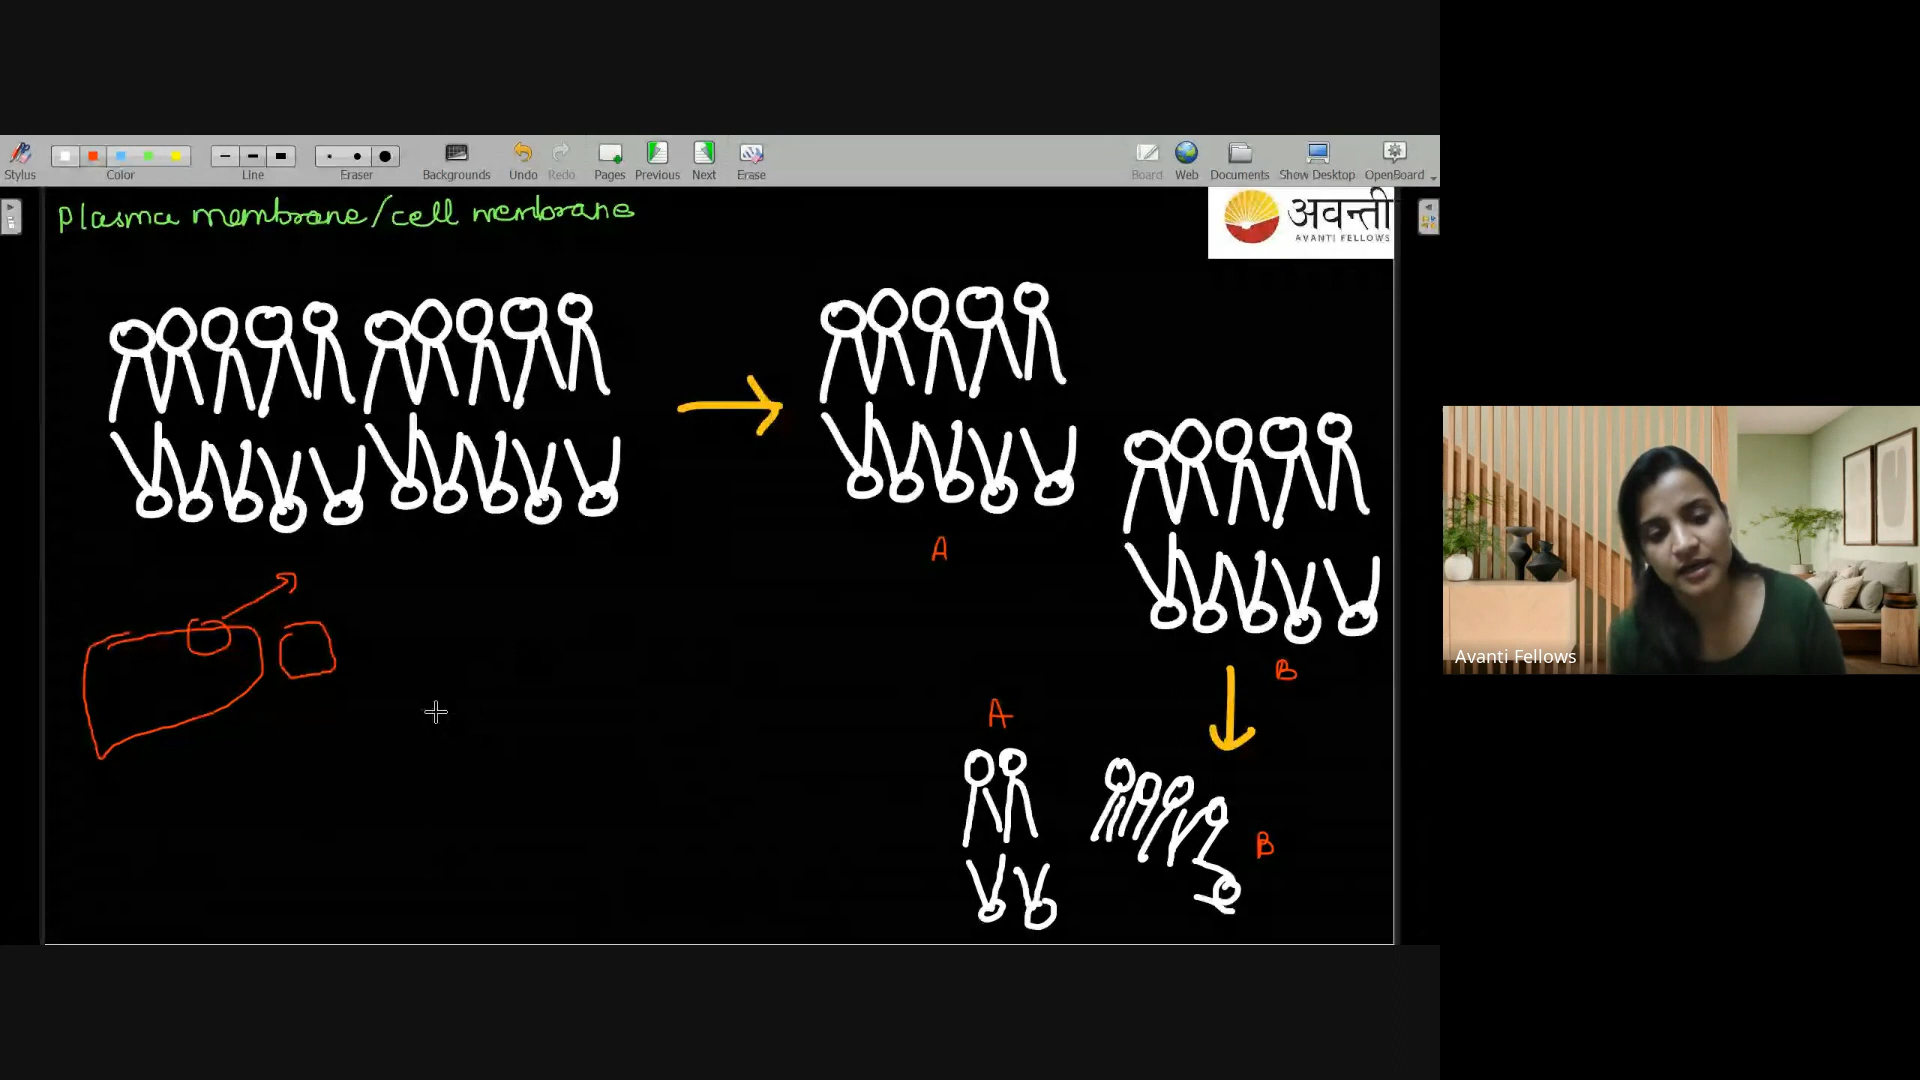 Stylus
Color
Line
Eraser
Backgrounds
Undo
Redo
Pages
Previous
Next
Erase
Board
Web
Documents
Show Desktop
OpenBoard
Plasma membrane/cell membrane
अवन्ती
AVANTI FELLOWS
A
B
A
B
Avanti Fellows